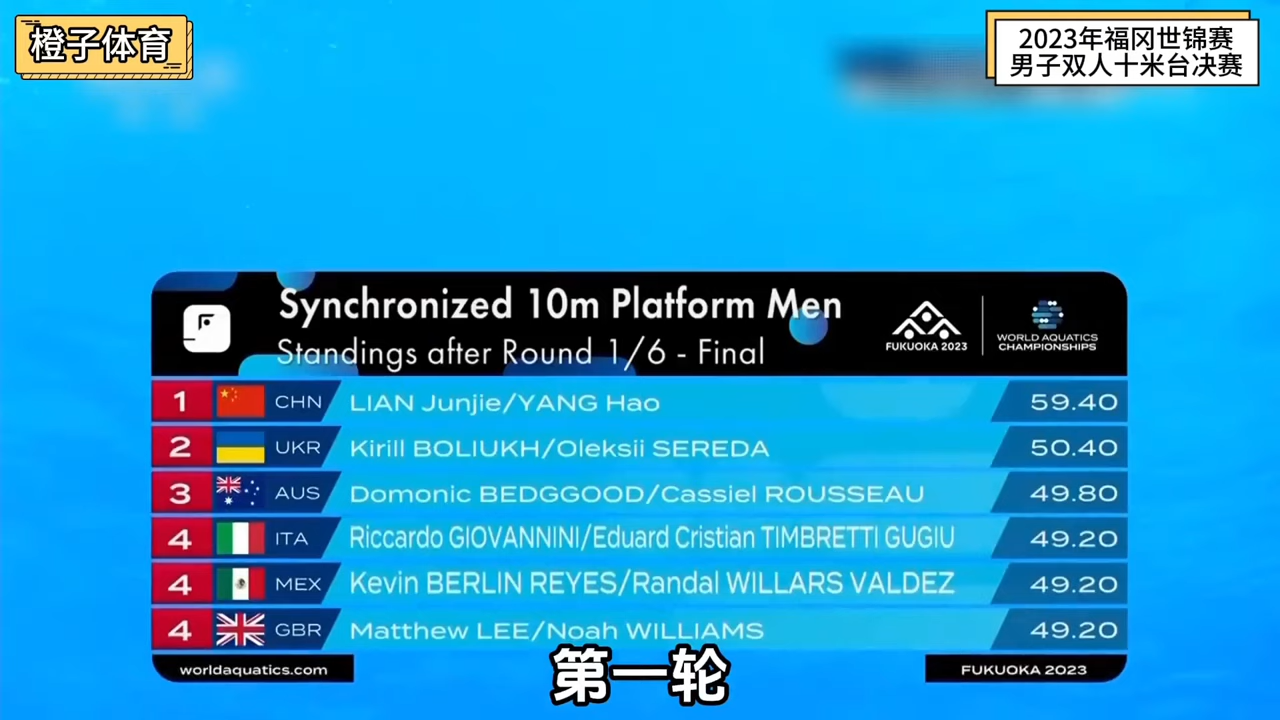 橙子体育
2023年福冈世锦赛
男子双人十米台决赛
Synchronized 10m Platform Men
Standings after Round 1/6 - Final
FUKUOKA 2023
WORLD AQUATICS
CHAMPIONSHIPS
1 CHN LIAN Junjie/YANG Hao 59.40
2 UKR Kirill BOLIUKH/Oleksii SEREDA 50.40
3 AUS Domonic BEDGGOOD/Cassiel ROUSSEAU 49.80
4 ITA Riccardo GIOVANNINI/Eduard Cristian TIMBRETTI GUGIU 49.20
4 MEX Kevin BERLIN REYES/Randal WILLARS VALDEZ 49.20
4 GBR Matthew LEE/Noah WILLIAMS 49.20
worldaquatics.com
FUKUOKA 2023
第一轮